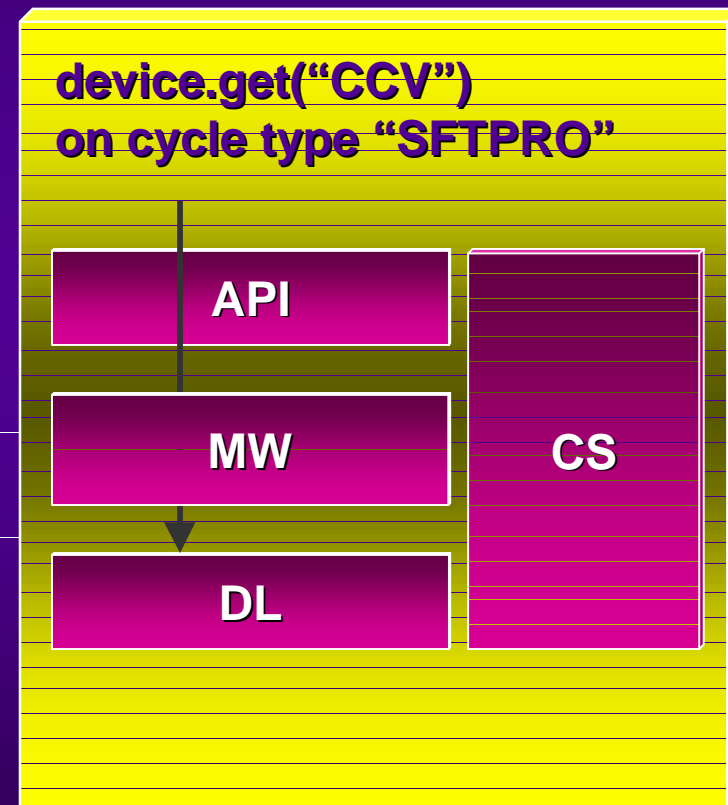 device.get(“CCV”)
on cycle type “SFTPRO”
API
MW
CS
DL